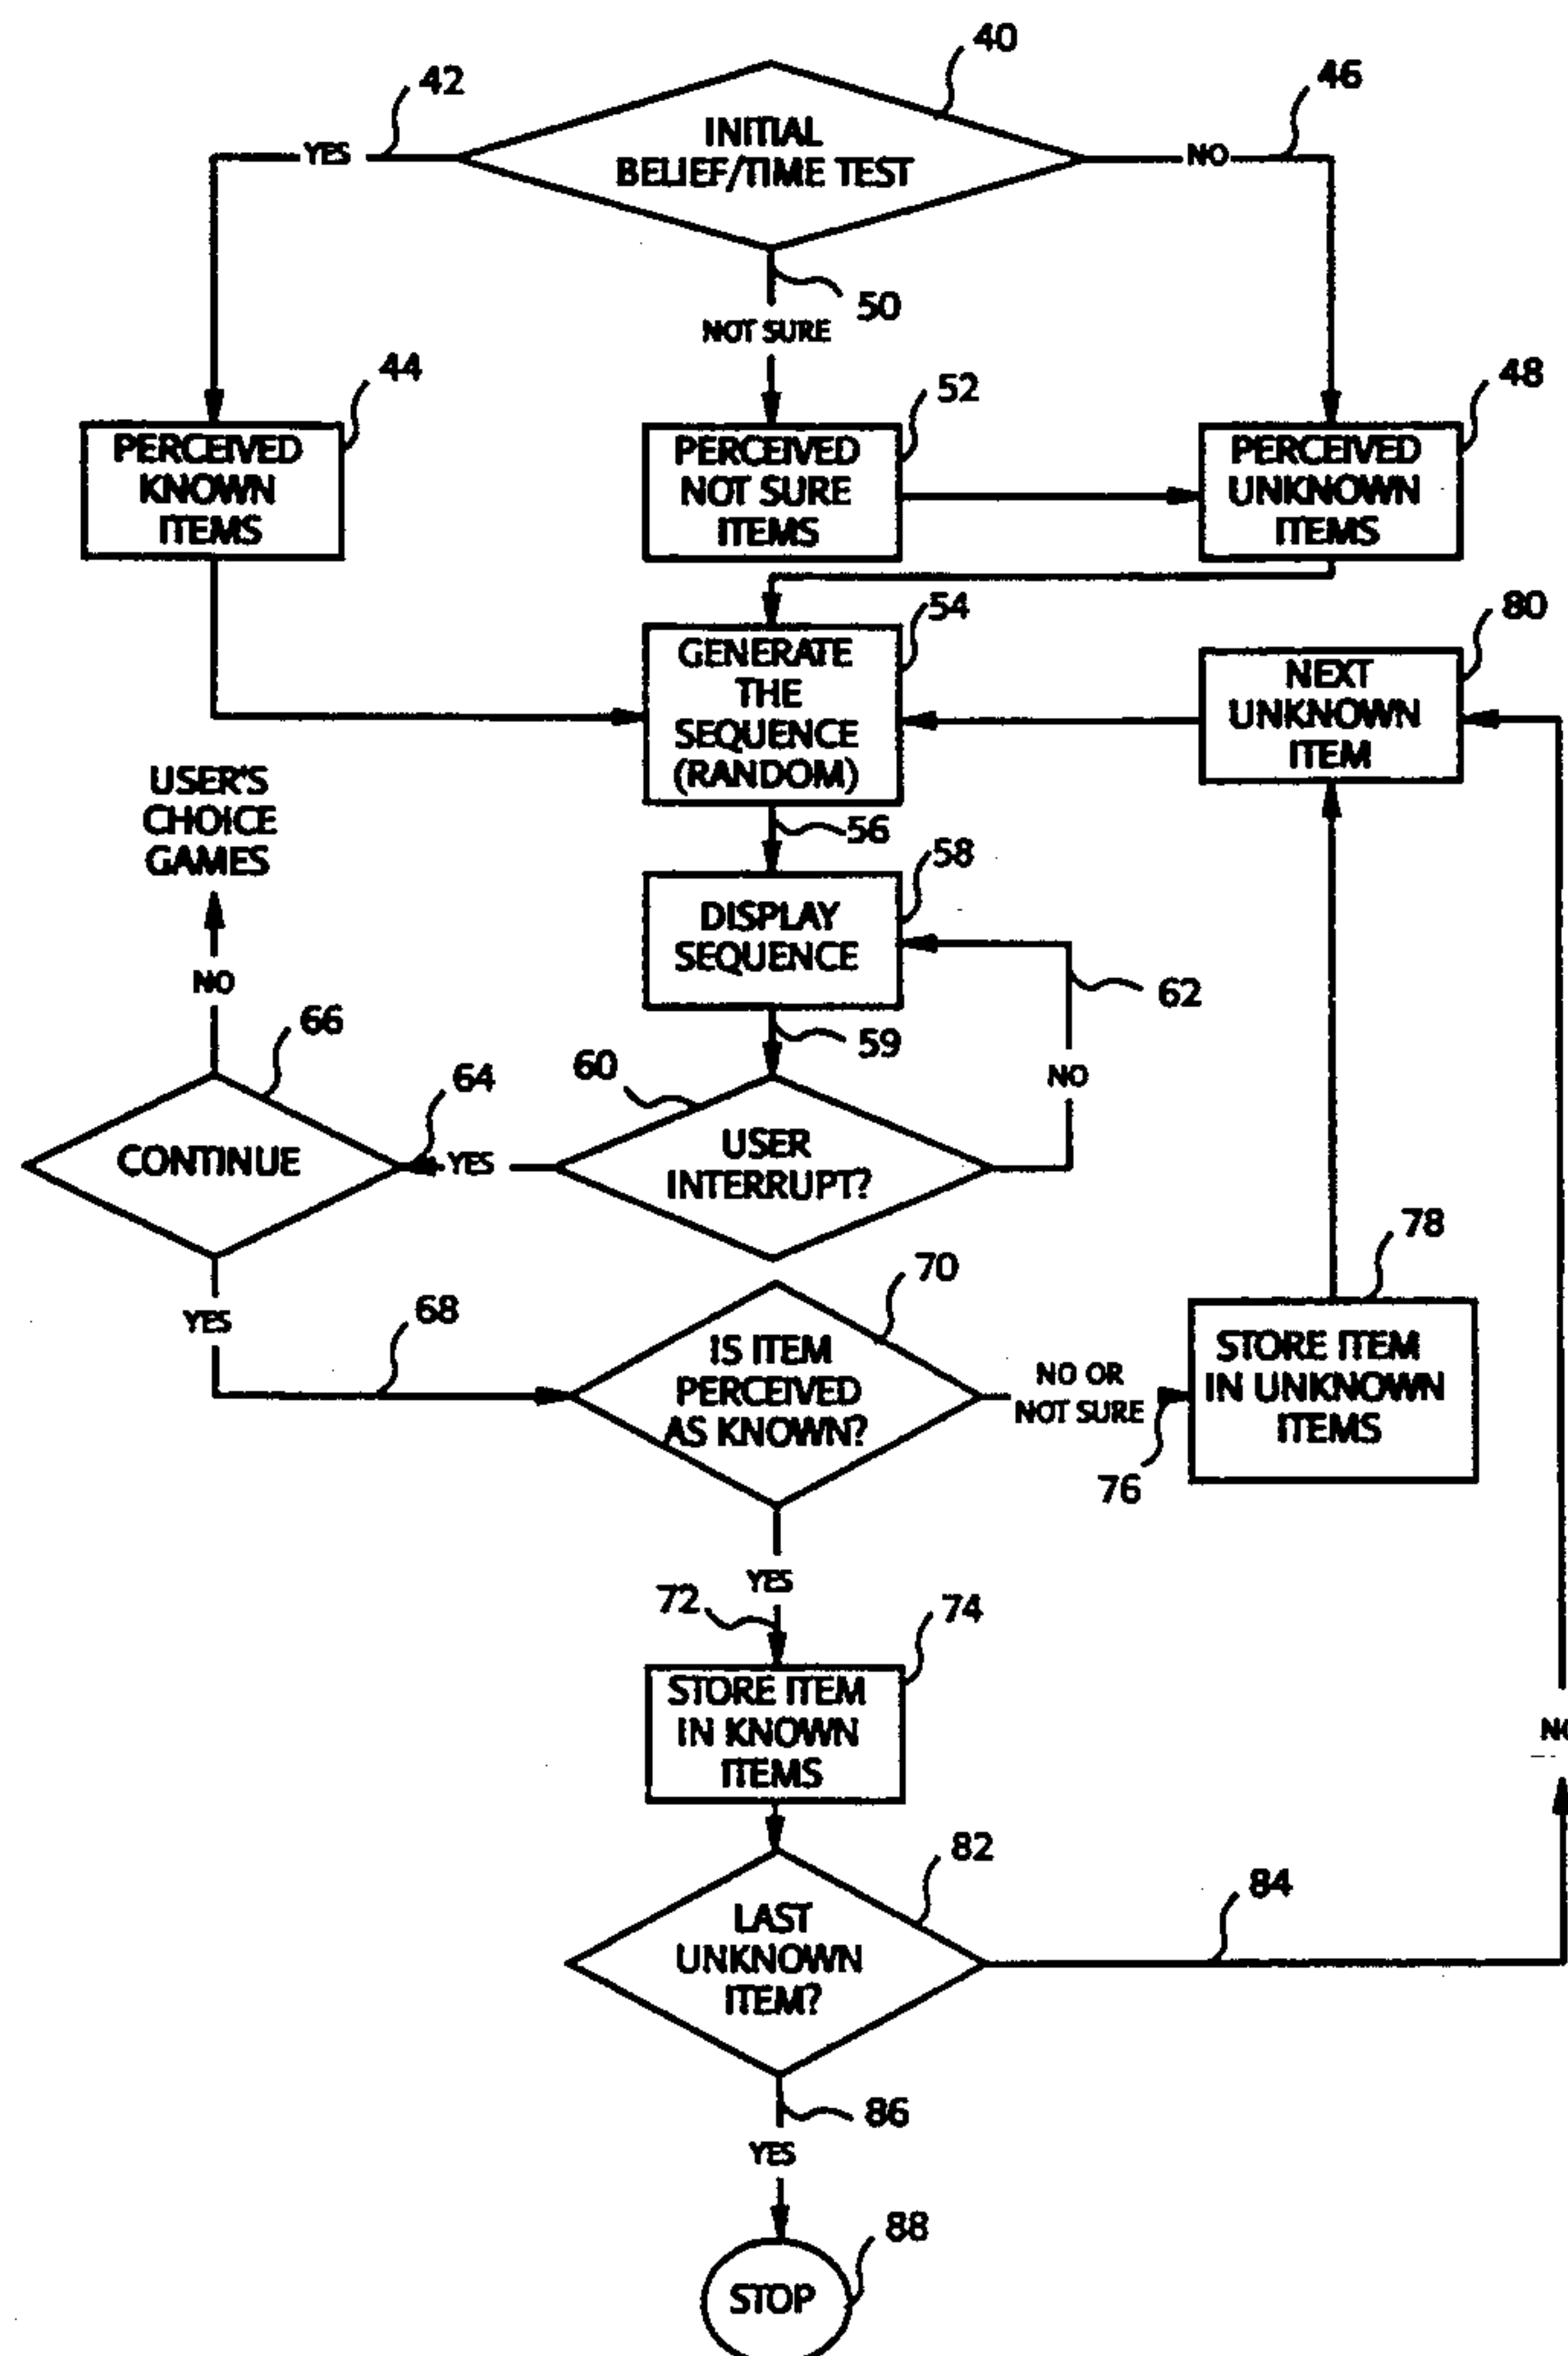 40
42
46
INITIAL
YES
BELIEF/TIME TEST
NO
50
NOT SURE
44
52
48
PERCEIVED
KNOWN
ITEMS
PERCEIVED
NOT SURE
ITEMS
PERCEIVED
UNKNOWN
ITEMS
54
80
GENERATE
THE
SEQUENCE
(RANDOM)
NEXT
UNKNOWN
ITEM
USER'S
CHOICE
GAMES
56
58
DISPLAY
SEQUENCE
NO
62
66
59
60
64
NO
CONTINUE
YES
USER
INTERRUPT?
78
70
YES
68
IS ITEM
PERCEIVED
AS KNOWN?
NO OR
NOT SURE
76
STORE ITEM
IN UNKNOWN
ITEMS
YES
72
74
STORE ITEM
IN KNOWN
ITEMS
82
84
LAST
UNKNOWN
ITEM?
86
YES
88
STOP